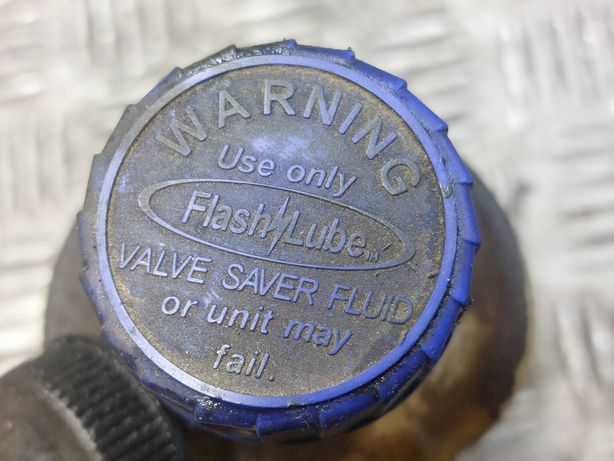 WARNING
Use only
Flash Lube™
VALVE SAVER FLUID
or unit may
fail.